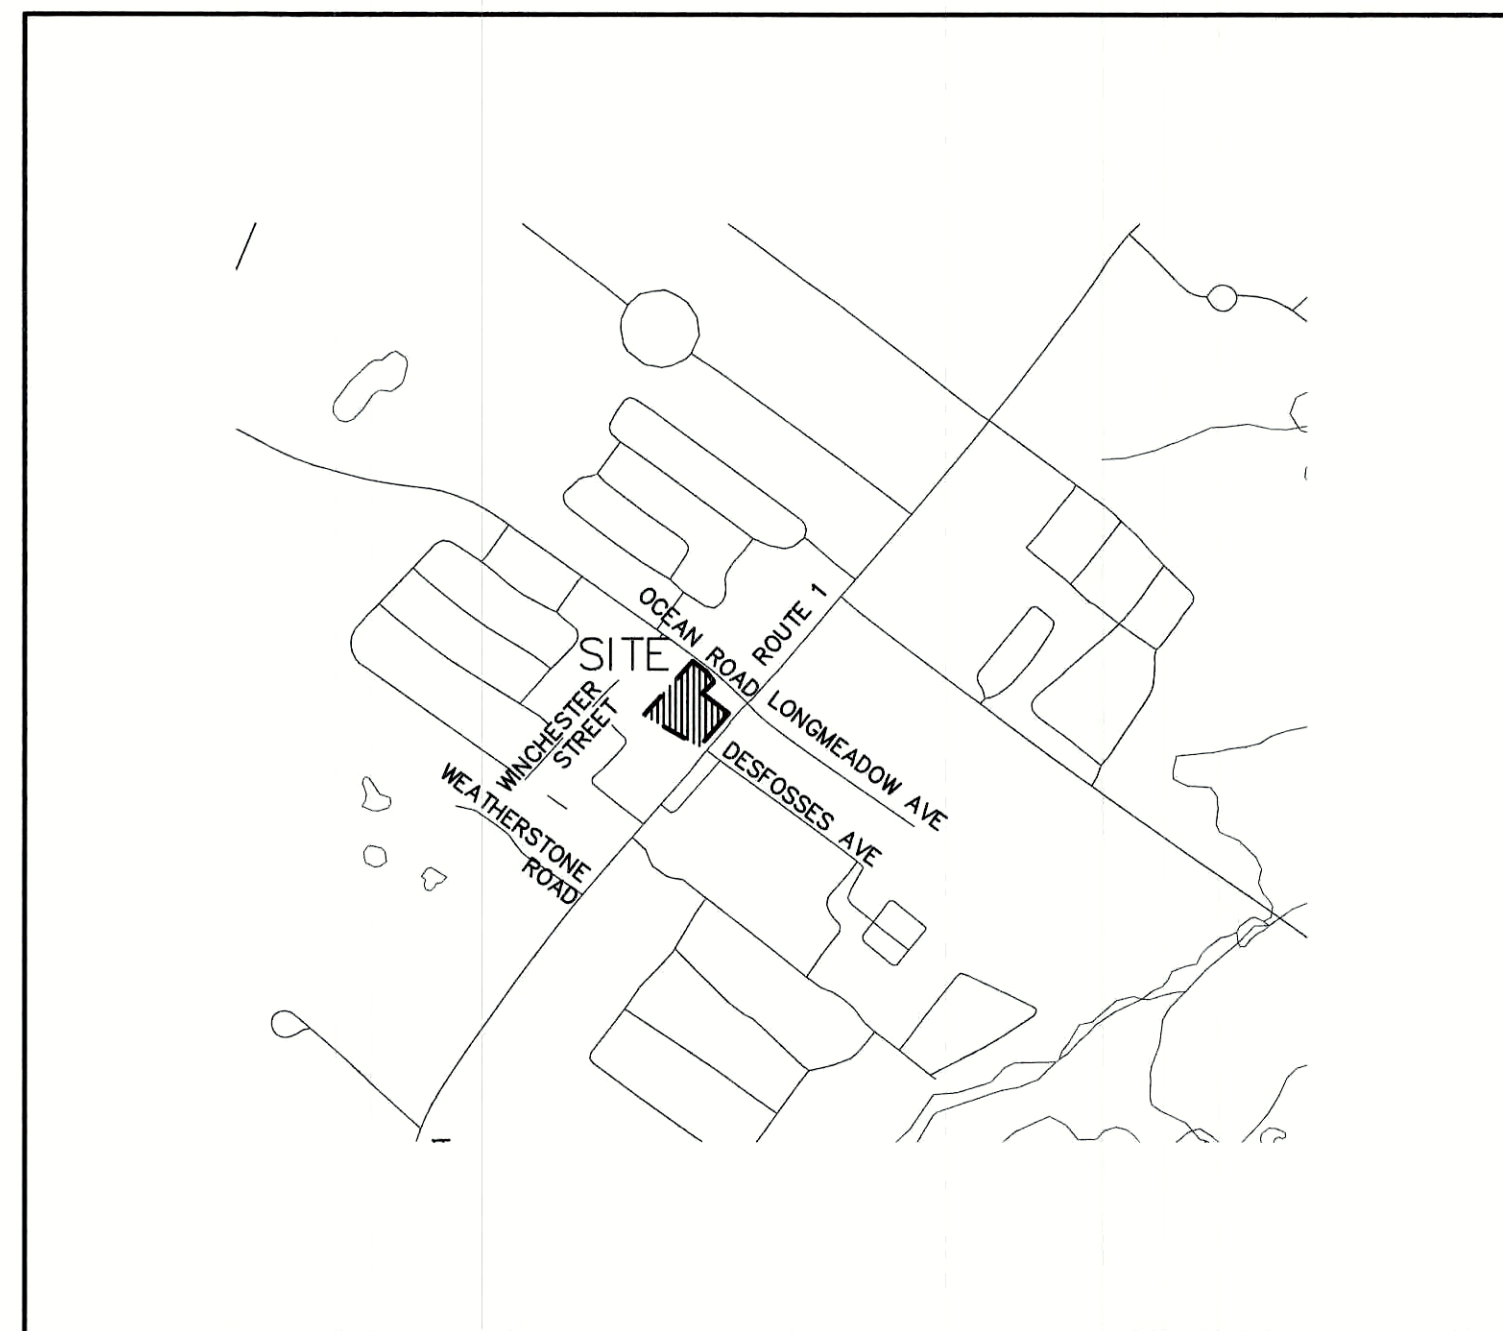 OCEAN ROAD
ROUTE 1
SITE
WINCHESTER
STREET
LONGMEADOW AVE
DESFOSSES AVE
WEATHERSTONE
ROAD